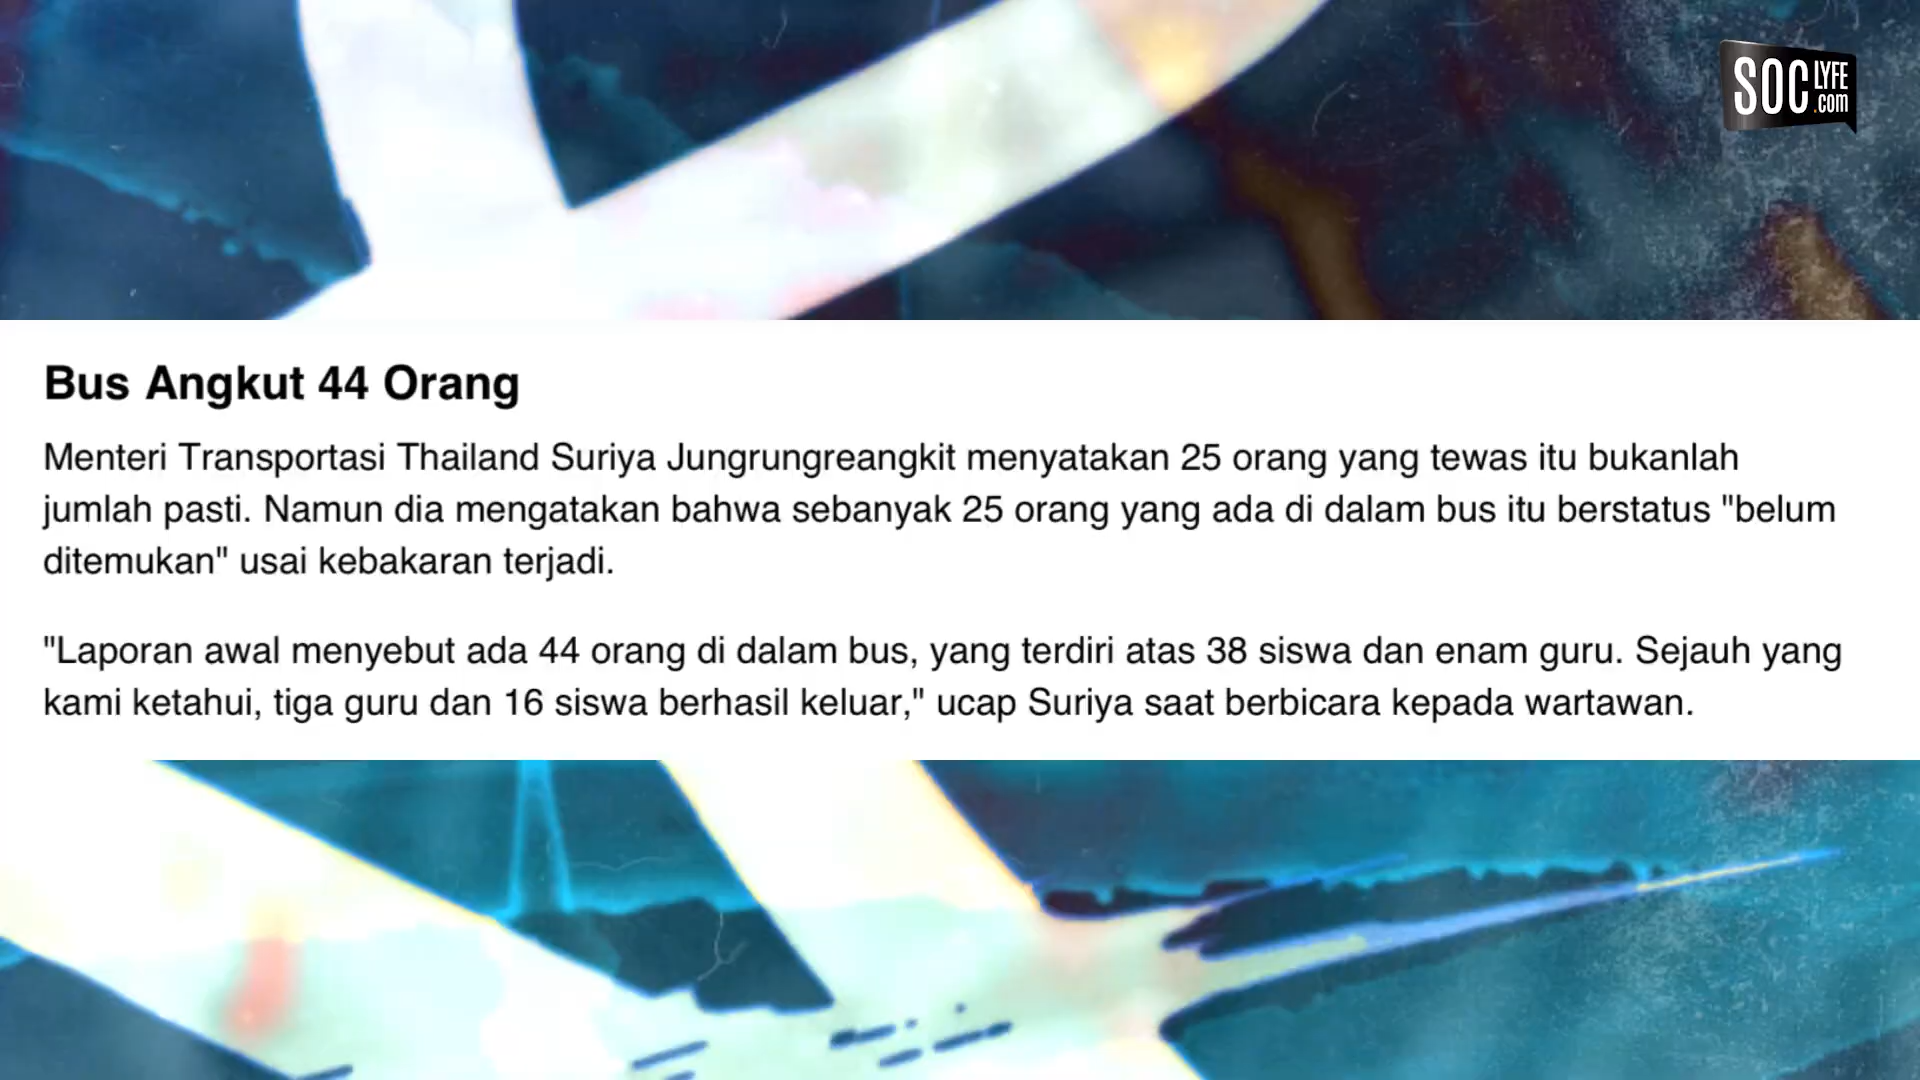 SOC LYFE
.com
Bus Angkut 44 Orang
Menteri Transportasi Thailand Suriya Jungrungreangkit menyatakan 25 orang yang tewas itu bukanlah
jumlah pasti. Namun dia mengatakan bahwa sebanyak 25 orang yang ada di dalam bus itu berstatus "belum
ditemukan" usai kebakaran terjadi.
"Laporan awal menyebut ada 44 orang di dalam bus, yang terdiri atas 38 siswa dan enam guru. Sejauh yang
kami ketahui, tiga guru dan 16 siswa berhasil keluar," ucap Suriya saat berbicara kepada wartawan.